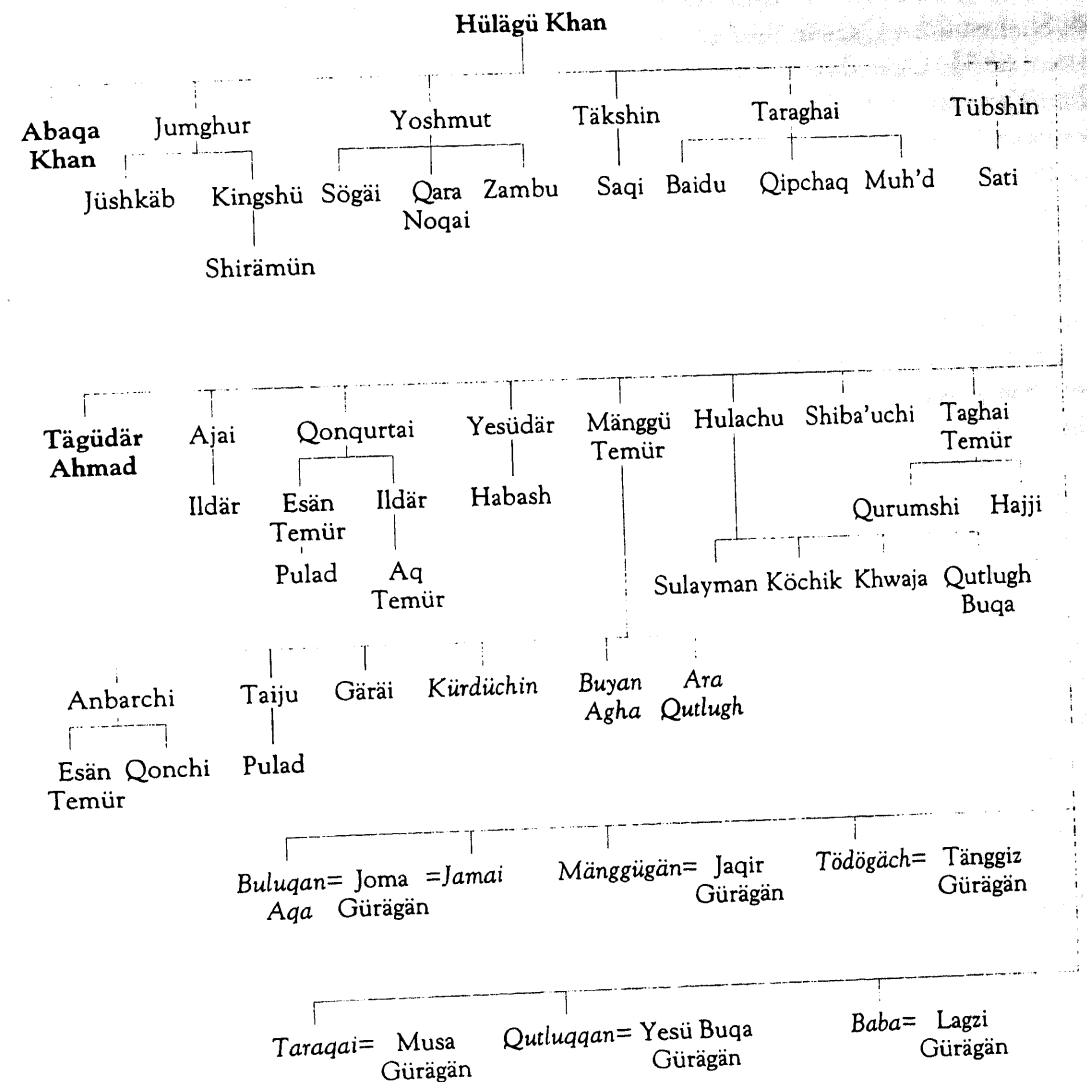 Hülägü Khan
Abaqa Khan
Jumghur
Yoshmut
Täkshin
Taraghai
Tübshin
Jüshkäb
Kingshü
Sögäi
Qara Noqai
Zambu
Saqi
Baidu
Qipchaq
Muh'd
Sati
Shirämün
Tägüdär Ahmad
Ajai
Qonqurtai
Yesüdär
Mänggü Temür
Hulachu
Shiba'uchi
Taghai Temür
Ildär
Esän Temür
Ildär
Habash
Qurumshi
Hajji
Pulad
Aq Temür
Sulayman
Köchik
Khwaja
Qutlugh Buqa
Anbarchi
Taiju
Gäräi
Kürdüchin
Buyan Agha
Ara Qutlugh
Esän Temür
Qonchi
Pulad
Buluqan Aqa= Joma Gürägän =Jamai
Mänggügän= Jaqir Gürägän
Tödögäch= Tänggiz Gürägän
Taraqai= Musa Gürägän
Qutluqqan= Yesü Buqa Gürägän
Baba= Lagzi Gürägän